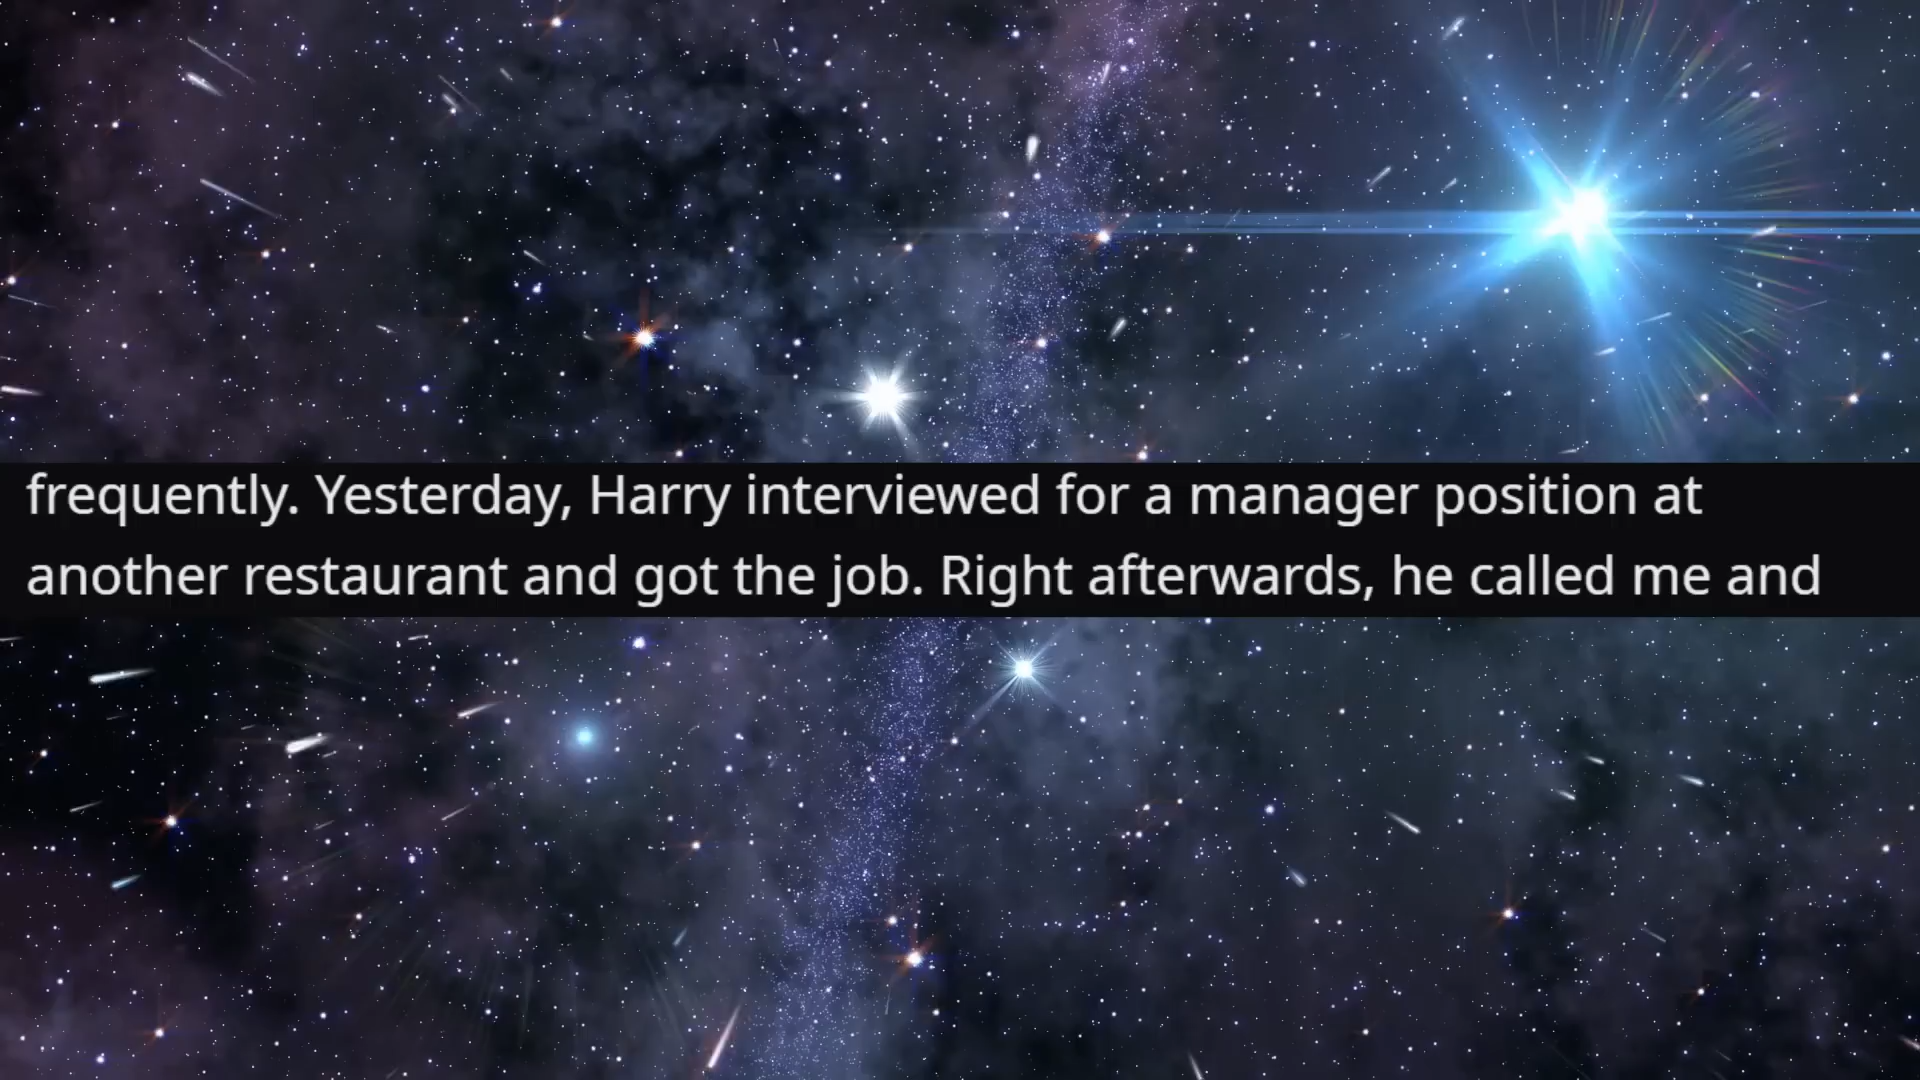 frequently. Yesterday, Harry interviewed for a manager position at
another restaurant and got the job. Right afterwards, he called me and